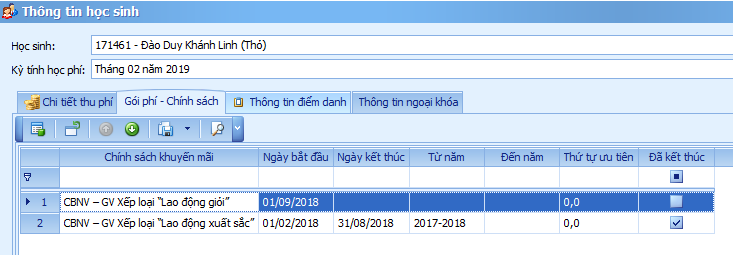 Thông tin học sinh
Học sinh: 171461 - Đào Duy Khánh Linh (Thỏ)
Kỳ tính học phí: Tháng 02 năm 2019
Chi tiết thu phí Gói phí - Chính sách Thông tin điểm danh Thông tin ngoại khóa
Chính sách khuyến mãi Ngày bắt đầu Ngày kết thúc Từ năm Đến năm Thứ tự ưu tiên Đã kết thúc
1 CBNV – GV Xếp loại “Lao động giỏi” 01/09/2018 0,0
2 CBNV – GV Xếp loại “Lao động xuất sắc” 01/02/2018 31/08/2018 2017-2018 0,0